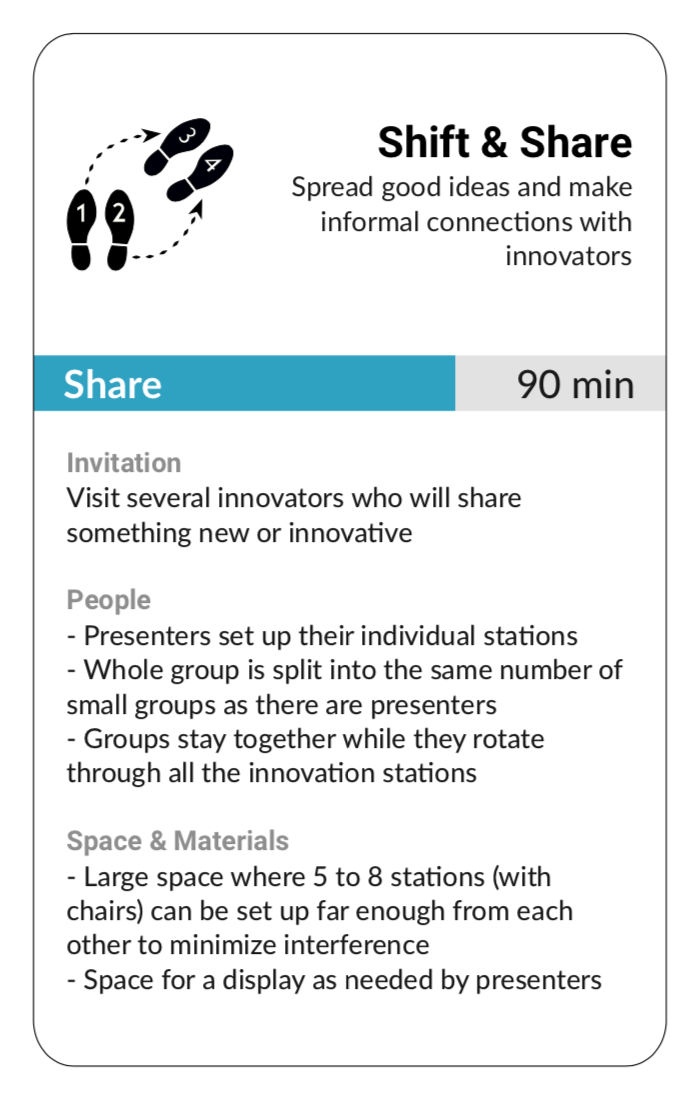 1 2 3 4
Shift & Share
Spread good ideas and make
informal connections with
innovators
Share 90 min
Invitation
Visit several innovators who will share
something new or innovative
People
- Presenters set up their individual stations
- Whole group is split into the same number of
small groups as there are presenters
- Groups stay together while they rotate
through all the innovation stations
Space & Materials
- Large space where 5 to 8 stations (with
chairs) can be set up far enough from each
other to minimize interference
- Space for a display as needed by presenters